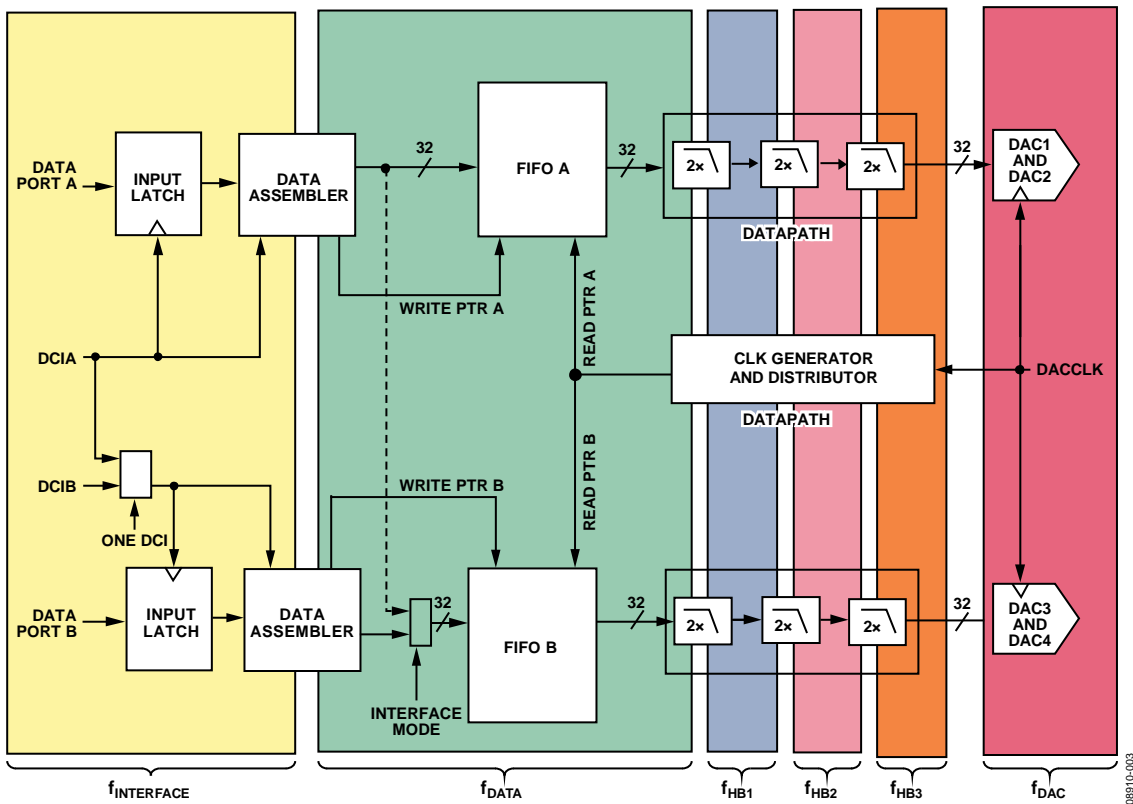 DATA
PORT A
INPUT
LATCH
DATA
ASSEMBLER
32
FIFO A
32
2×
2×
2×
32
DAC1
AND
DAC2
DATAPATH
WRITE PTR A
READ PTR A
DCIA
CLK GENERATOR
AND DISTRIBUTOR
DACCLK
DATAPATH
DCIB
ONE DCI
WRITE PTR B
READ PTR B
DATA
PORT B
INPUT
LATCH
DATA
ASSEMBLER
32
INTERFACE
MODE
FIFO B
32
2×
2×
2×
32
DAC3
AND
DAC4
fINTERFACE
fDATA
fHB1
fHB2
fHB3
fDAC
08910-003